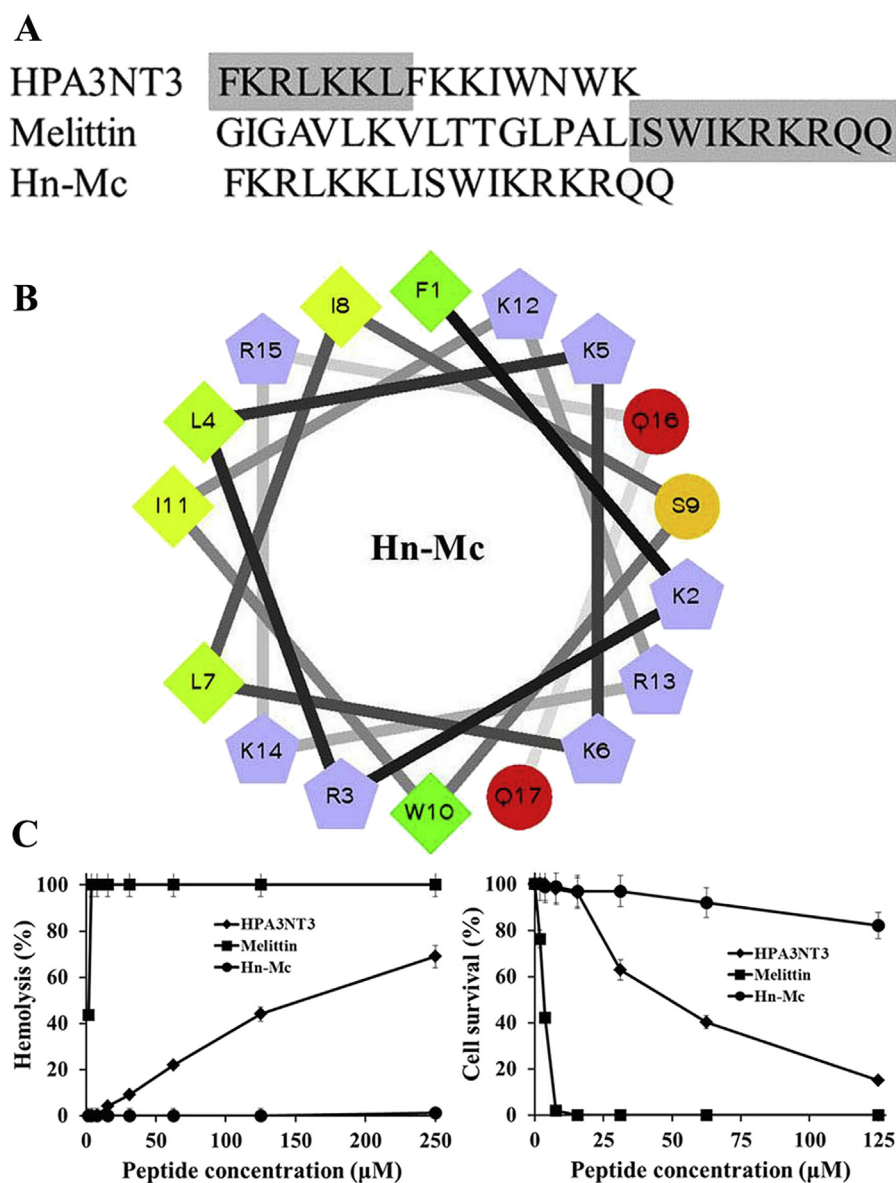 A
HPA3NT3 FKRLKKLFKKIWNWK
Melittin GIGAVLKVLTTGLPALISWIKRKRQQ
Hn-Mc FKRLKKLISWIKRKRQQ
B
I8 F1 K12
R15 K5
L4 Q16
I11 S9
Hn-Mc
K2
L7 R13
K14 K6
R3 W10 Q17
C
Hemolysis (%)
100
80
60
40
20
0
HPA3NT3
Melittin
Hn-Mc
0 50 100 150 200 250
Peptide concentration (μM)
Cell survival (%)
100
80
60
40
20
0
HPA3NT3
Melittin
Hn-Mc
0 25 50 75 100 125
Peptide concentration (μM)